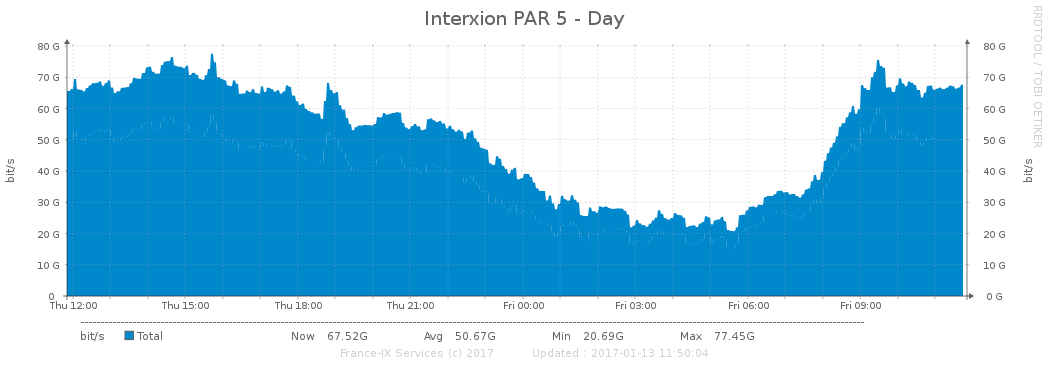 Interxion PAR 5 - Day
RRDTOOL / TOBI OETIKER
80 G 80 G
70 G 70 G
60 G 60 G
50 G 50 G
40 G 40 G
30 G 30 G
20 G 20 G
10 G 10 G
0 0 G
bit/s bit/s
Thu 12:00 Thu 15:00 Thu 18:00 Thu 21:00 Fri 00:00 Fri 03:00 Fri 06:00 Fri 09:00
bit/s Total Now 67.52G Avg 50.67G Min 20.69G Max 77.45G
France-IX Services (c) 2017 Updated : 2017-01-13 11:50:04